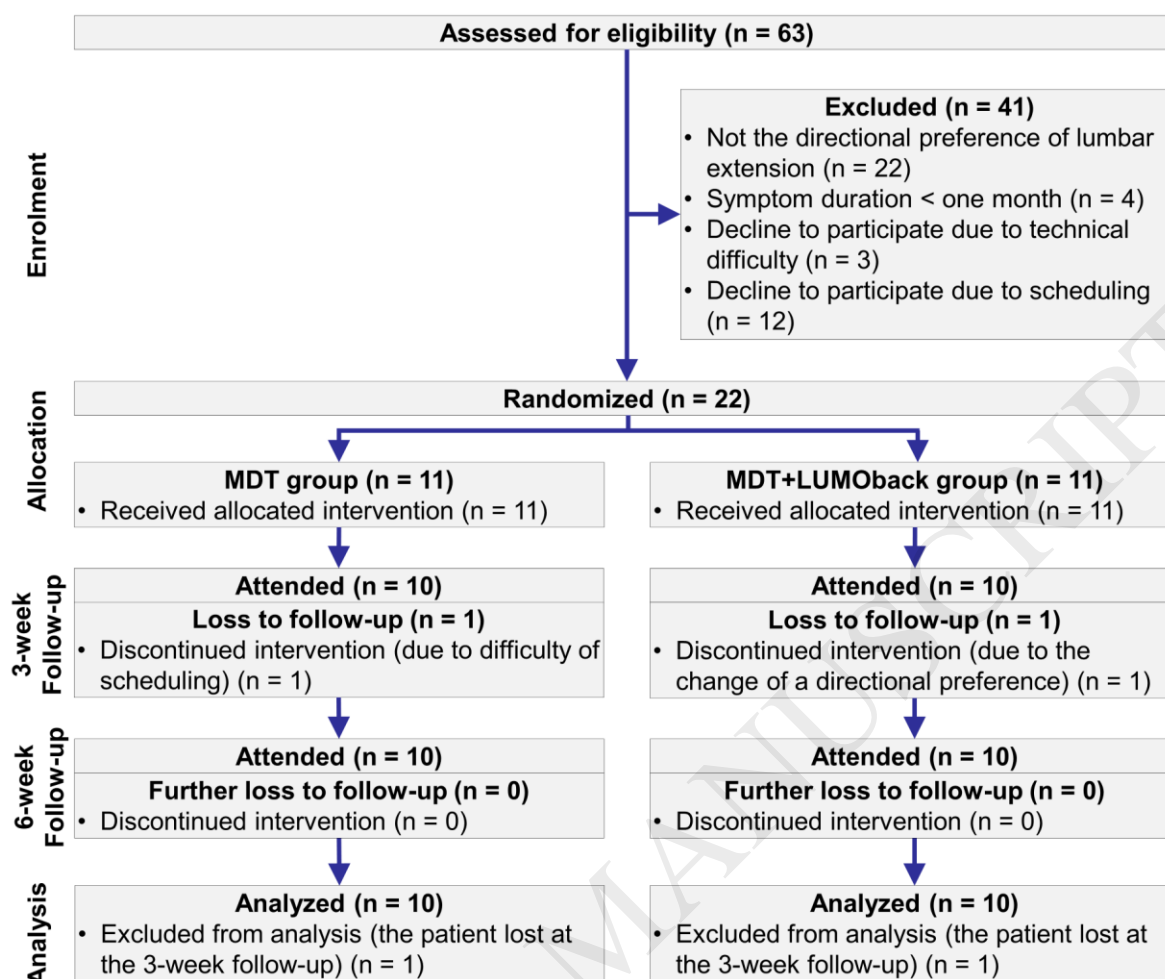 Assessed for eligibility (n = 63)
Enrolment
Excluded (n = 41)
• Not the directional preference of lumbar
extension (n = 22)
• Symptom duration < one month (n = 4)
• Decline to participate due to technical
difficulty (n = 3)
• Decline to participate due to scheduling
(n = 12)
Allocation
Randomized (n = 22)
MDT group (n = 11)
• Received allocated intervention (n = 11)
MDT+LUMOback group (n = 11)
• Received allocated intervention (n = 11)
3-week
Follow-up
Attended (n = 10)
Loss to follow-up (n = 1)
• Discontinued intervention (due to difficulty of
scheduling) (n = 1)
Attended (n = 10)
Loss to follow-up (n = 1)
• Discontinued intervention (due to the
change of a directional preference) (n = 1)
6-week
Follow-up
Attended (n = 10)
Further loss to follow-up (n = 0)
• Discontinued intervention (n = 0)
Attended (n = 10)
Further loss to follow-up (n = 0)
• Discontinued intervention (n = 0)
Analysis
Analyzed (n = 10)
• Excluded from analysis (the patient lost at
the 3-week follow-up) (n = 1)
Analyzed (n = 10)
• Excluded from analysis (the patient lost at
the 3-week follow-up) (n = 1)
MANUSCRIPT